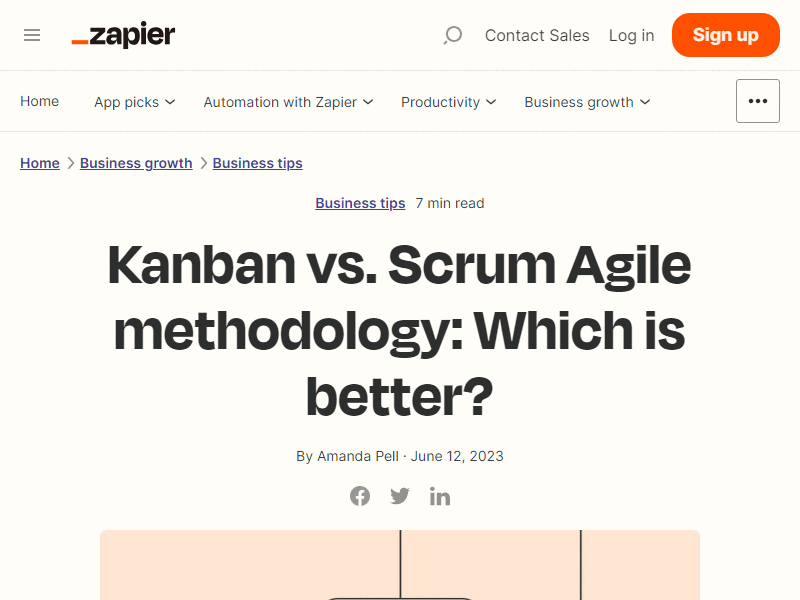 _zapier
Contact Sales
Log in
Sign up
Home
App picks
Automation with Zapier
Productivity
Business growth
Home
Business growth
Business tips
Business tips 7 min read
Kanban vs. Scrum Agile
methodology: Which is
better?
By Amanda Pell · June 12, 2023